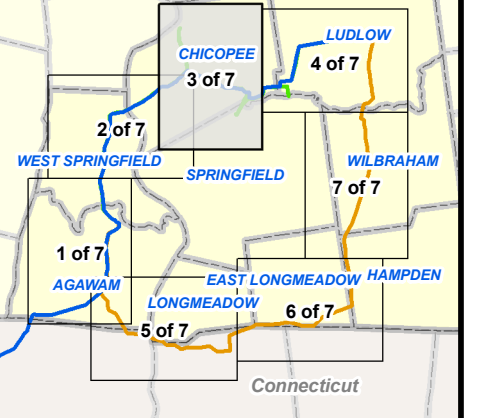 LUDLOW
CHICOPEE
4 of 7
3 of 7
2 of 7
WEST SPRINGFIELD
WILBRAHAM
SPRINGFIELD
7 of 7
1 of 7
HAMPDEN
EAST LONGMEADOW
AGAWAM
LONGMEADOW
6 of 7
5 of 7
Connecticut